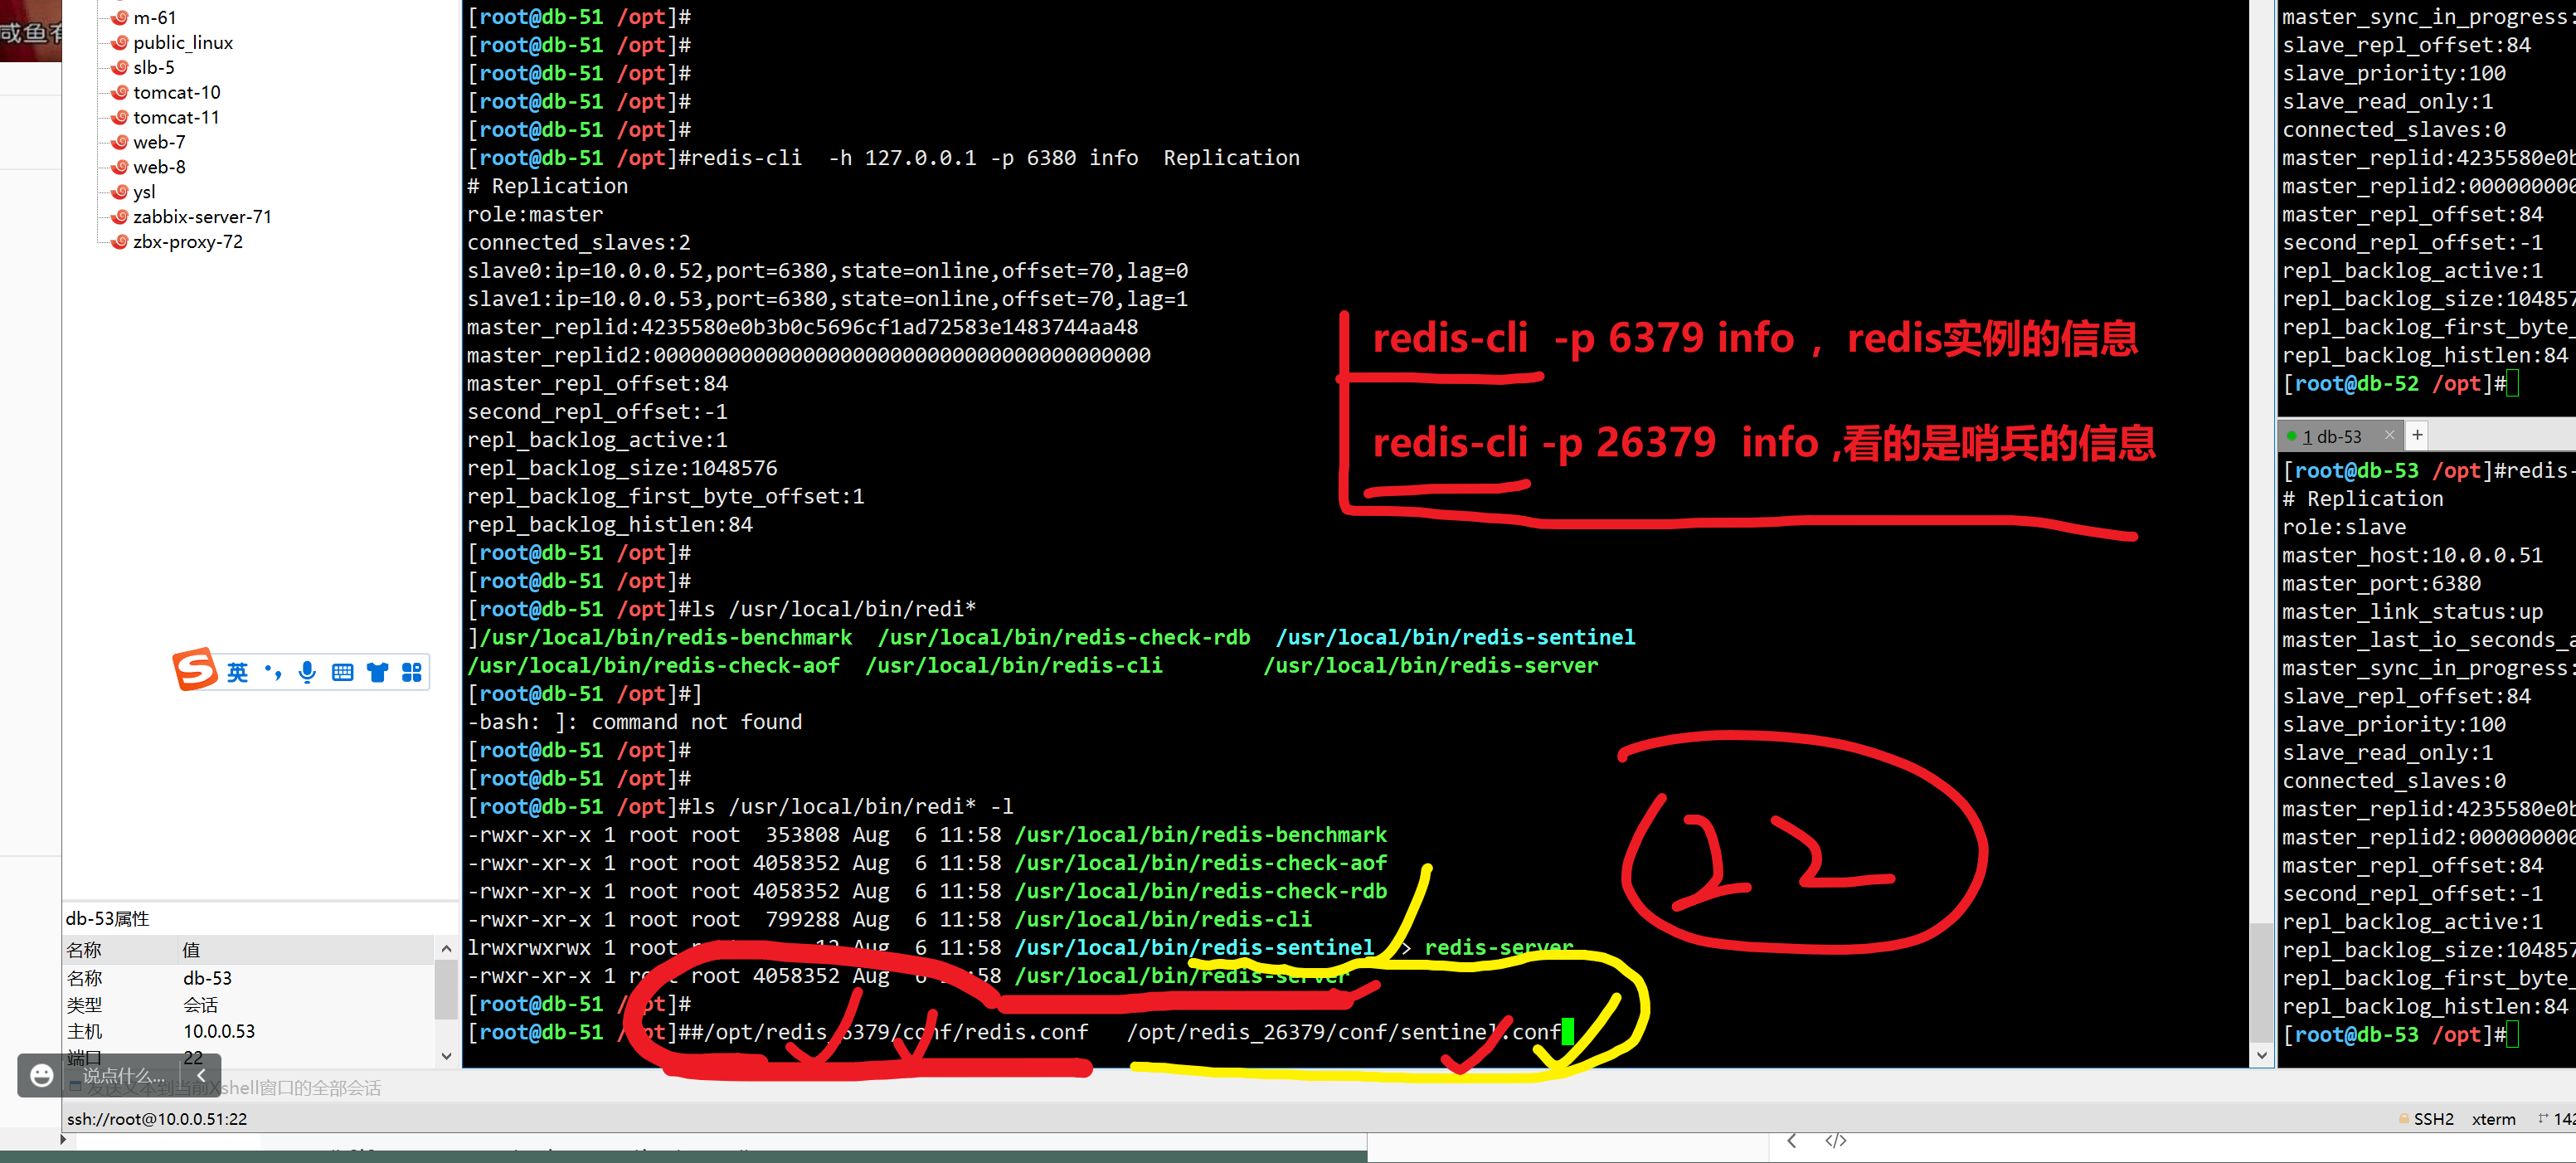 咸鱼有
m-61
public_linux
slb-5
tomcat-10
tomcat-11
web-7
web-8
ysl
zabbix-server-71
zbx-proxy-72
英
db-53属性
名称 值
名称 db-53
类型 会话
主机 10.0.0.53
端口 22
说点什么...
发送文本到当前Xshell窗口的全部会话
ssh://root@10.0.0.51:22
[root@db-51 /opt]#
[root@db-51 /opt]#
[root@db-51 /opt]#
[root@db-51 /opt]#
[root@db-51 /opt]#
[root@db-51 /opt]#redis-cli  -h 127.0.0.1 -p 6380 info  Replication
# Replication
role:master
connected_slaves:2
slave0:ip=10.0.0.52,port=6380,state=online,offset=70,lag=0
slave1:ip=10.0.0.53,port=6380,state=online,offset=70,lag=1
master_replid:4235580e0b3b0c5696cf1ad72583e1483744aa48
master_replid2:0000000000000000000000000000000000000000
master_repl_offset:84
second_repl_offset:-1
repl_backlog_active:1
repl_backlog_size:1048576
repl_backlog_first_byte_offset:1
repl_backlog_histlen:84
[root@db-51 /opt]#
[root@db-51 /opt]#
[root@db-51 /opt]#ls /usr/local/bin/redi*
]/usr/local/bin/redis-benchmark  /usr/local/bin/redis-check-rdb  /usr/local/bin/redis-sentinel
/usr/local/bin/redis-check-aof  /usr/local/bin/redis-cli        /usr/local/bin/redis-server
[root@db-51 /opt]#]
-bash: ]: command not found
[root@db-51 /opt]#
[root@db-51 /opt]#
[root@db-51 /opt]#ls /usr/local/bin/redi* -l
-rwxr-xr-x 1 root root  353808 Aug  6 11:58 /usr/local/bin/redis-benchmark
-rwxr-xr-x 1 root root 4058352 Aug  6 11:58 /usr/local/bin/redis-check-aof
-rwxr-xr-x 1 root root 4058352 Aug  6 11:58 /usr/local/bin/redis-check-rdb
-rwxr-xr-x 1 root root  799288 Aug  6 11:58 /usr/local/bin/redis-cli
lrwxrwxrwx 1 root root      12 Aug  6 11:58 /usr/local/bin/redis-sentinel -> redis-server
-rwxr-xr-x 1 root root 4058352 Aug  6 11:58 /usr/local/bin/redis-server
[root@db-51 /opt]#
[root@db-51 /opt]##/opt/redis_6379/conf/redis.conf   /opt/redis_26379/conf/sentinel.conf
redis-cli -p 6379 info ，redis实例的信息
redis-cli -p 26379 info ,看的是哨兵的信息
22
master_sync_in_progress:
slave_repl_offset:84
slave_priority:100
slave_read_only:1
connected_slaves:0
master_replid:4235580e0b
master_replid2:000000000
master_repl_offset:84
second_repl_offset:-1
repl_backlog_active:1
repl_backlog_size:104857
repl_backlog_first_byte_
repl_backlog_histlen:84
[root@db-52 /opt]#
1 db-53 × +
[root@db-53 /opt]#redis-
# Replication
role:slave
master_host:10.0.0.51
master_port:6380
master_link_status:up
master_last_io_seconds_a
master_sync_in_progress:
slave_repl_offset:84
slave_priority:100
slave_read_only:1
connected_slaves:0
master_replid:4235580e0b
master_replid2:000000000
master_repl_offset:84
second_repl_offset:-1
repl_backlog_active:1
repl_backlog_size:104857
repl_backlog_first_byte_
repl_backlog_histlen:84
[root@db-53 /opt]#
SSH2 xterm 142